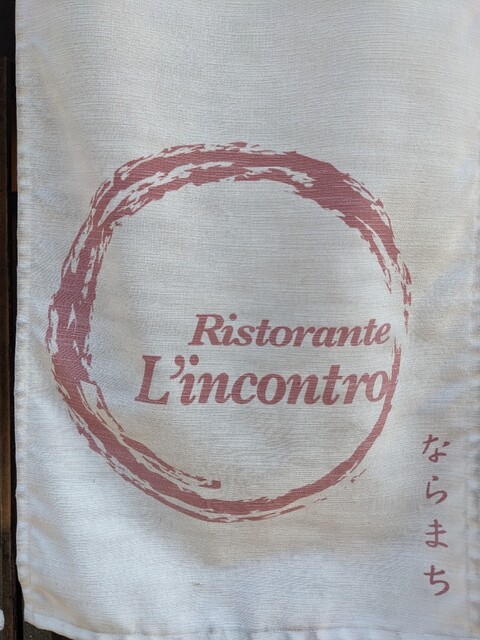 Ristorante
L'incontro
ならまち